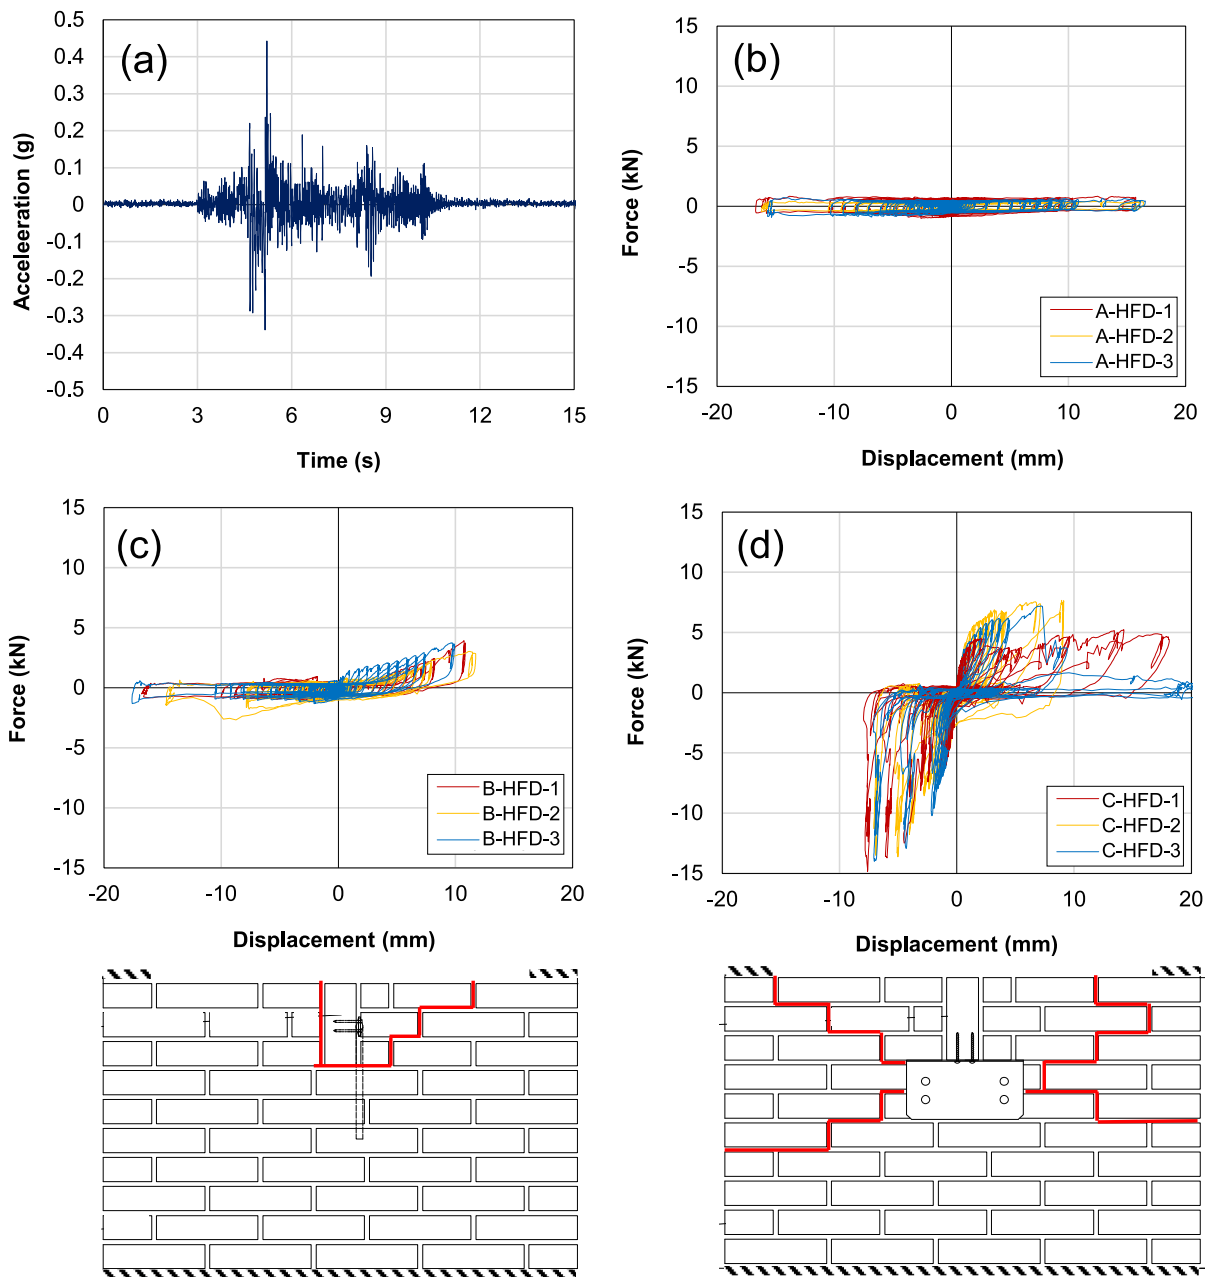 (a)
0.5
0.4
0.3
0.2
0.1
0
-0.1
-0.2
-0.3
-0.4
-0.5
Acceleeration (g)
0 3 6 9 12 15
Time (s)
(b)
15
10
5
0
-5
-10
-15
Force (kN)
A-HFD-1
A-HFD-2
A-HFD-3
-20 -10 0 10 20
Displacement (mm)
(c)
15
10
5
0
-5
-10
-15
Force (kN)
B-HFD-1
B-HFD-2
B-HFD-3
-20 -10 0 10 20
Displacement (mm)
(d)
15
10
5
0
-5
-10
-15
Force (kN)
C-HFD-1
C-HFD-2
C-HFD-3
-20 -10 0 10 20
Displacement (mm)